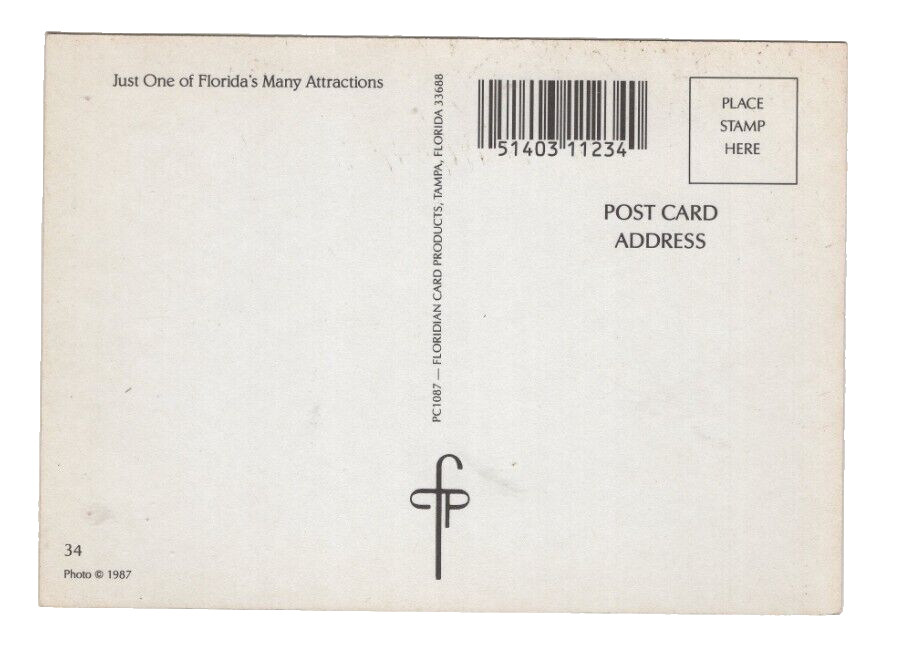 Just One of Florida's Many Attractions
PC1087 — FLORIDIAN CARD PRODUCTS, TAMPA, FLORIDA 33688
51403 11234
PLACE
STAMP
HERE
POST CARD
ADDRESS
cfp
34
Photo © 1987